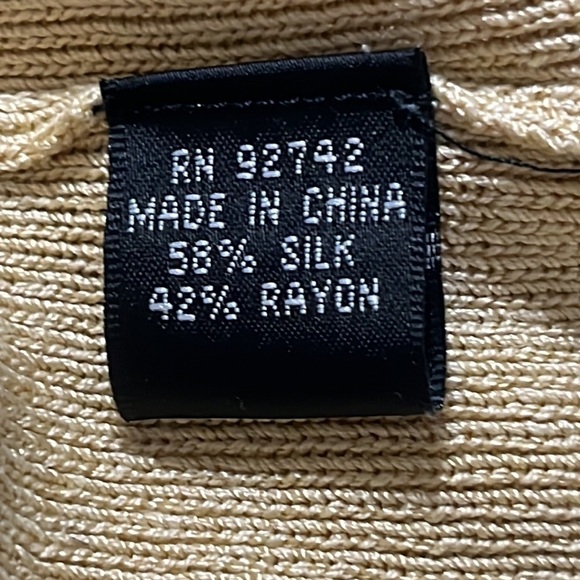 RN 92742
MADE IN CHINA
58% SILK
42% RAYON